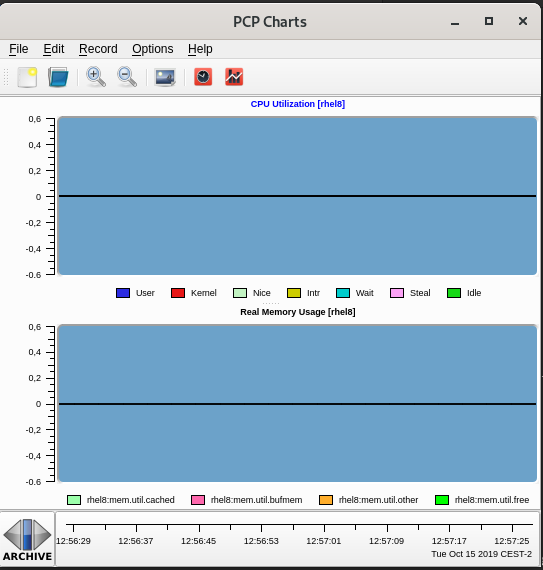 PCP Charts
File Edit Record Options Help
CPU Utilization [rhel8]
0,6
0,4
0,2
0
-0,2
-0,4
-0.6
User Kernel Nice Intr Wait Steal Idle
Real Memory Usage [rhel8]
0,6
0,4
0,2
0
-0,2
-0,4
-0.6
rhel8:mem.util.cached rhel8:mem.util.bufmem rhel8:mem.util.other rhel8:mem.util.free
12:56:29 12:56:37 12:56:45 12:56:53 12:57:01 12:57:09 12:57:17 12:57:25
ARCHIVE
Tue Oct 15 2019 CEST-2